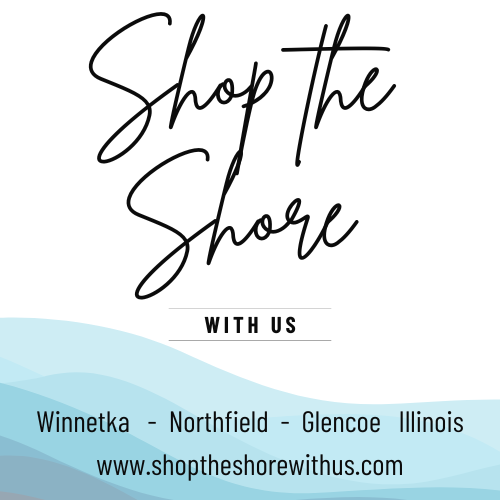 Shop the
Shore
WITH US
Winnetka - Northfield - Glencoe Illinois
www.shoptheshorewithus.com